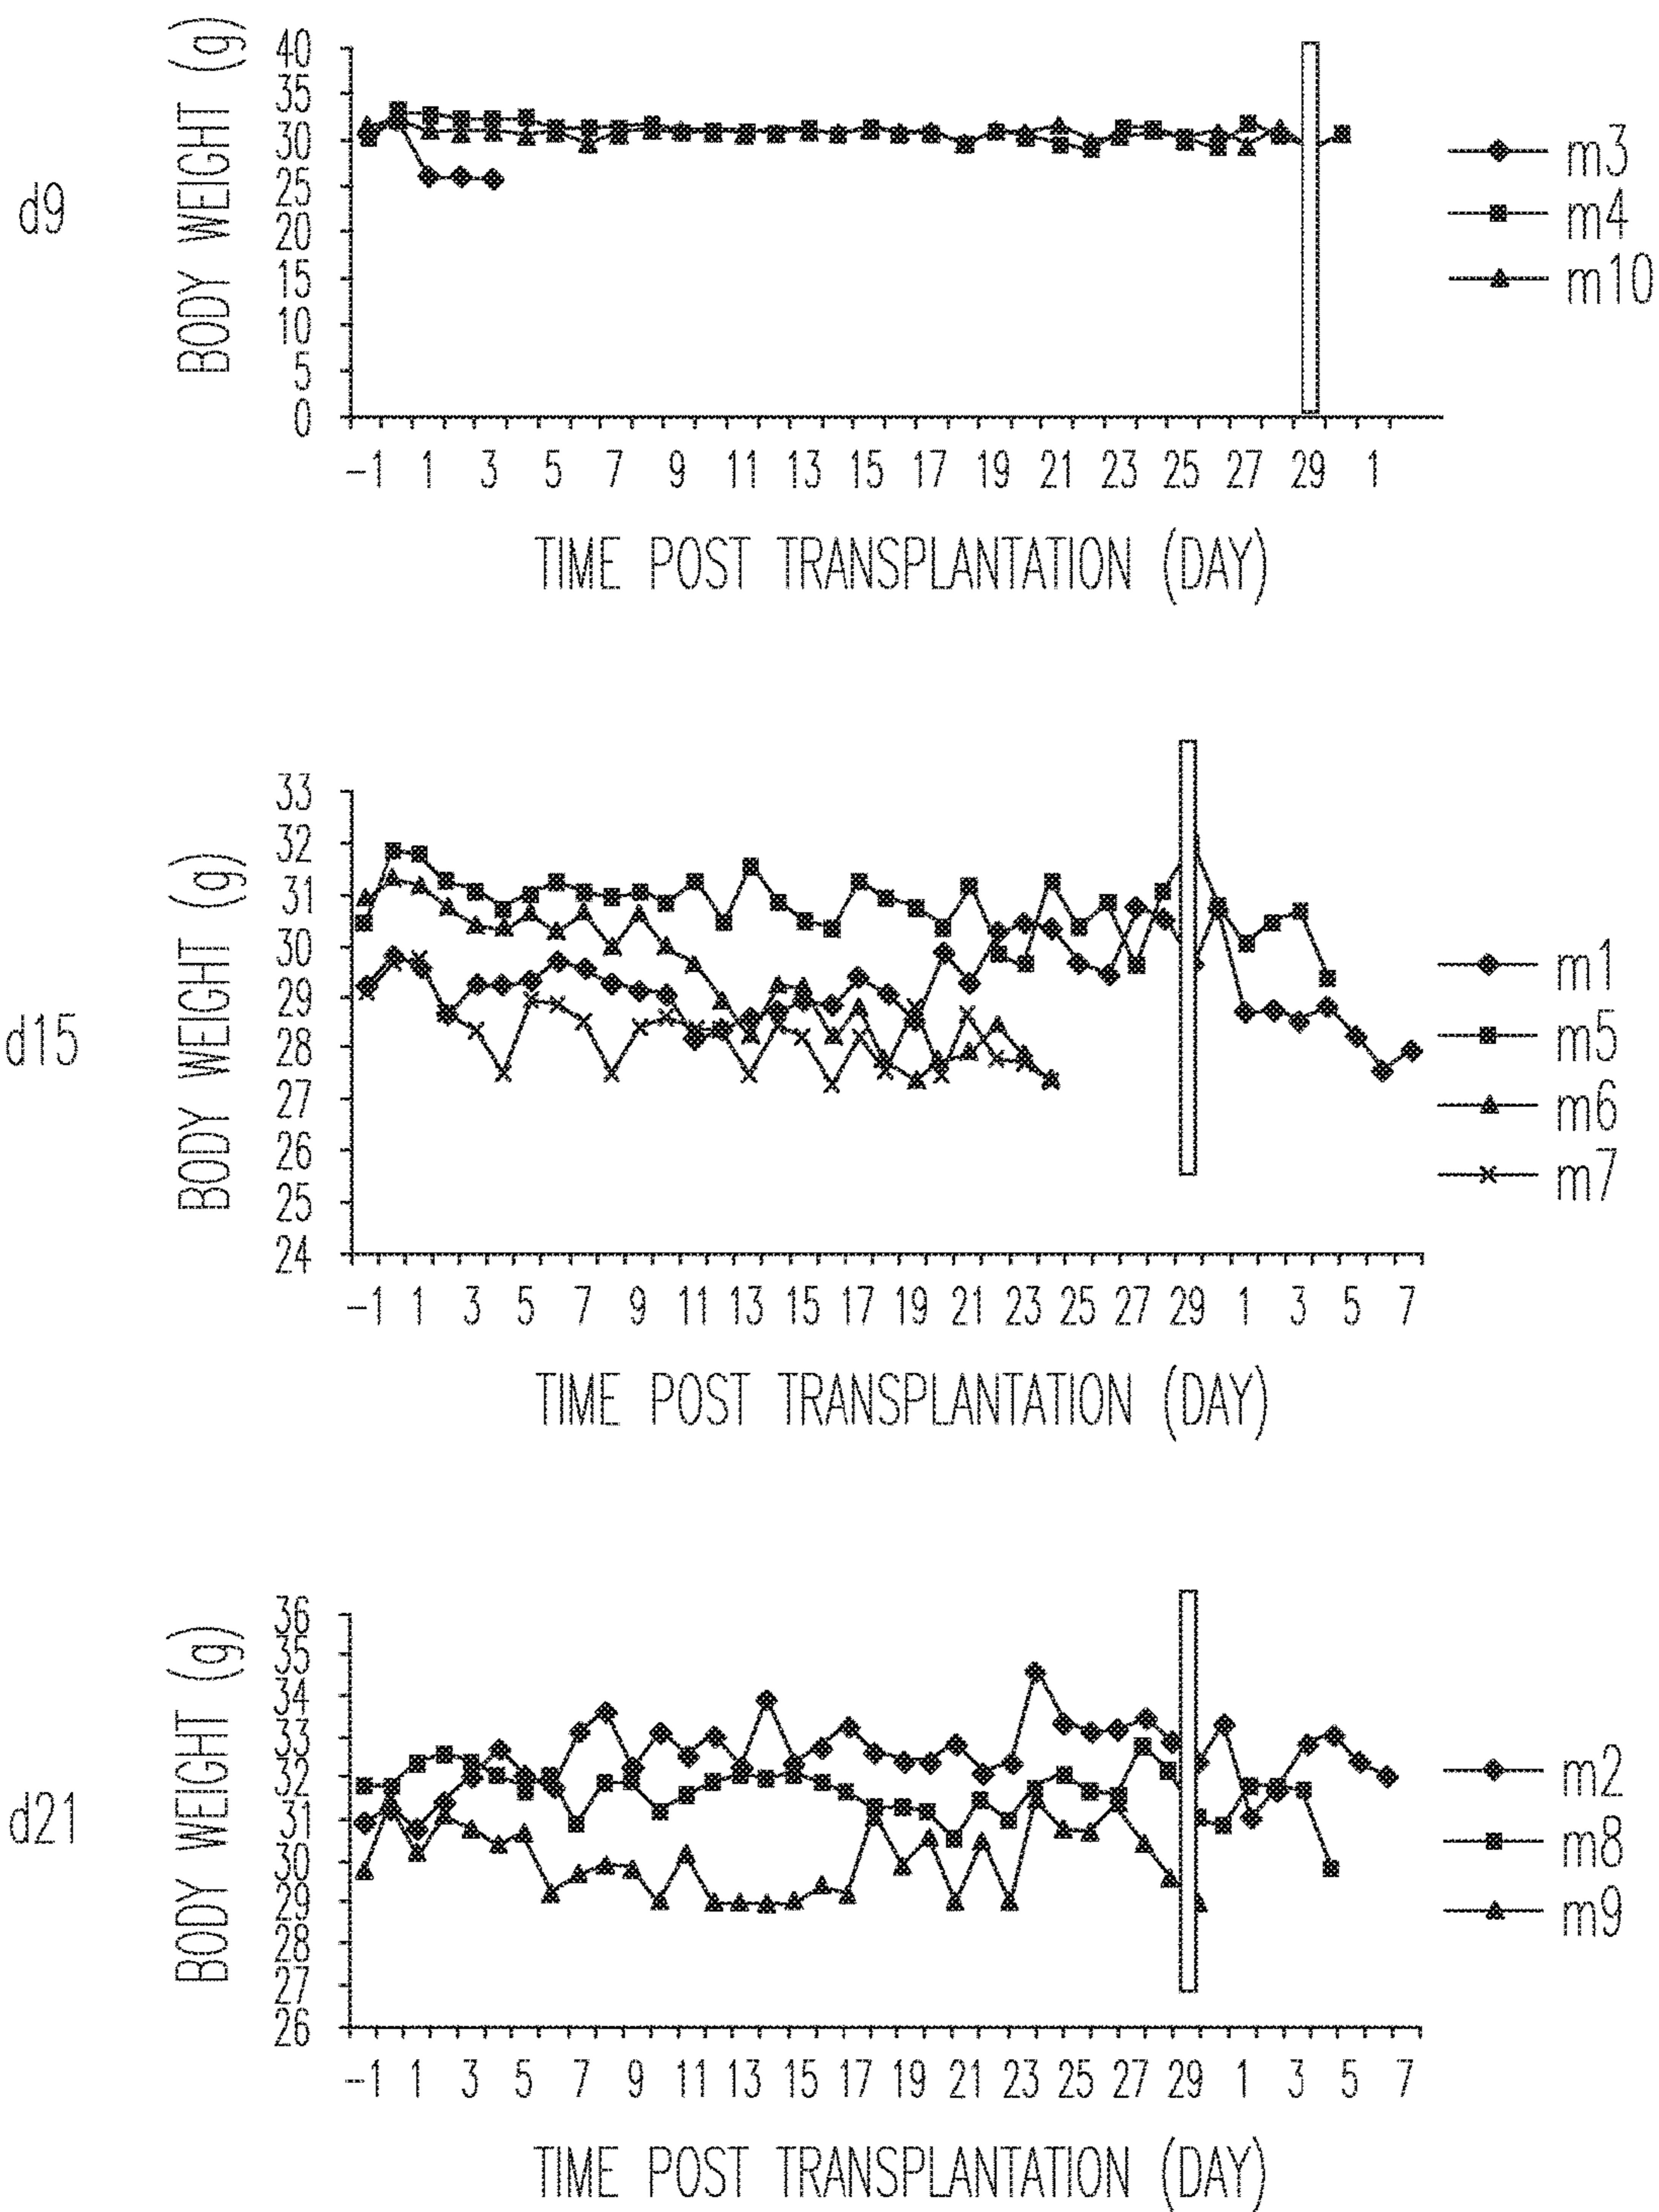 d9
BODY WEIGHT (g)
40
35
30
25
20
15
10
5
0
-1 1 3 5 7 9 11 13 15 17 19 21 23 25 27 29 1
TIME POST TRANSPLANTATION (DAY)
m3
m4
m10
d15
BODY WEIGHT (g)
33
32
31
30
29
28
27
26
25
24
-1 1 3 5 7 9 11 13 15 17 19 21 23 25 27 29 1 3 5 7
TIME POST TRANSPLANTATION (DAY)
m1
m5
m6
m7
d21
BODY WEIGHT (g)
36
35
34
33
32
31
30
29
28
27
26
-1 1 3 5 7 9 11 13 15 17 19 21 23 25 27 29 1 3 5 7
TIME POST TRANSPLANTATION (DAY)
m2
m8
m9